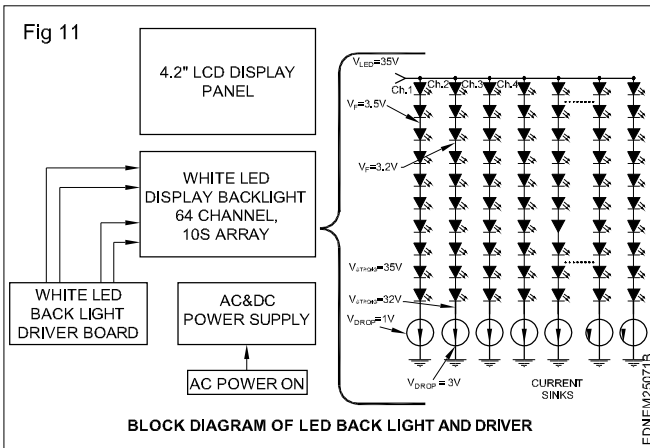 Fig 11
4.2" LCD DISPLAY
PANEL
WHITE LED
DISPLAY BACKLIGHT
64 CHANNEL,
10S ARRAY
WHITE LED
BACK LIGHT
DRIVER BOARD
AC&DC
POWER SUPPLY
AC POWER ON
VLED=35V
Ch.1
Ch.2
Ch.3
Ch.4
VF=3.5V
VF=3.2V
VSTRING=35V
VSTRING=32V
VDROP=1V
VDROP = 3V
CURRENT
SINKS
BLOCK DIAGRAM OF LED BACK LIGHT AND DRIVER